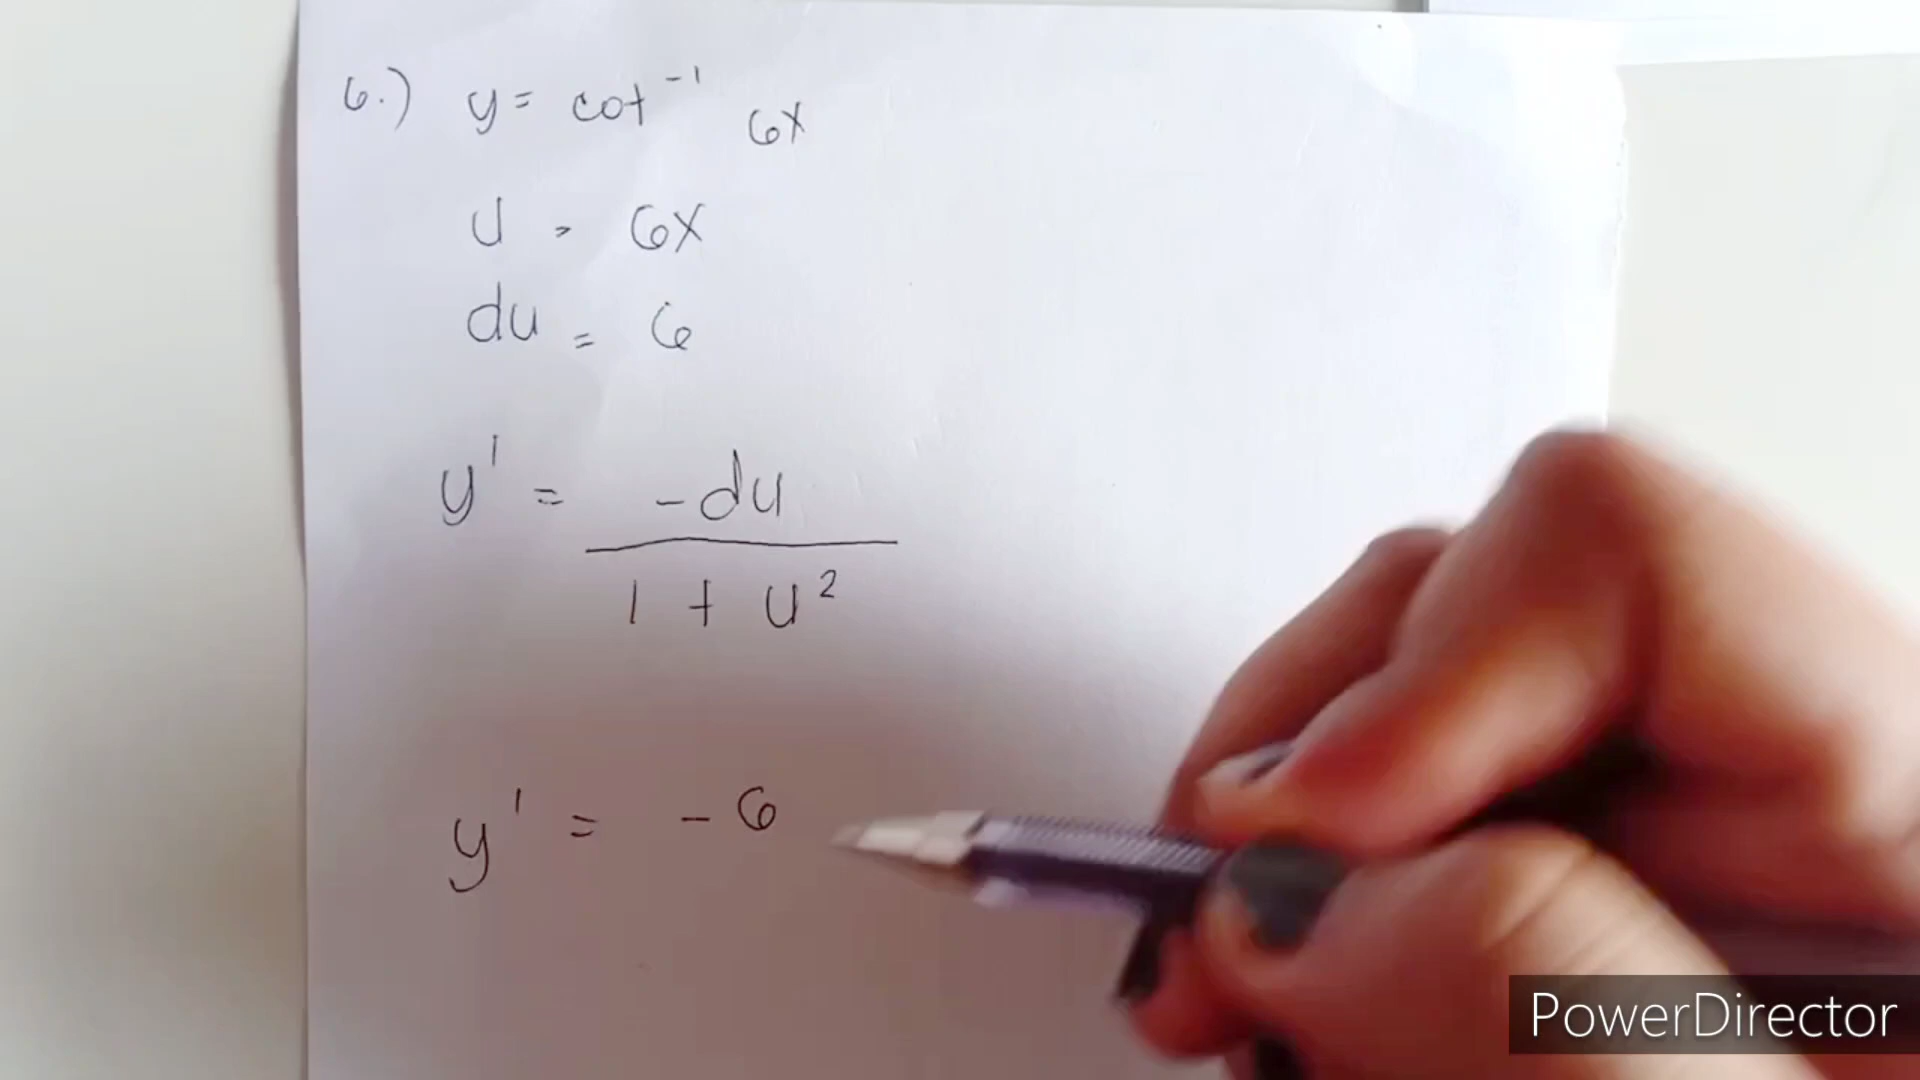 6.) y = cot⁻¹ 6x
u = 6x
du = 6
y' = -du
1 + u²
y' = -6
PowerDirector